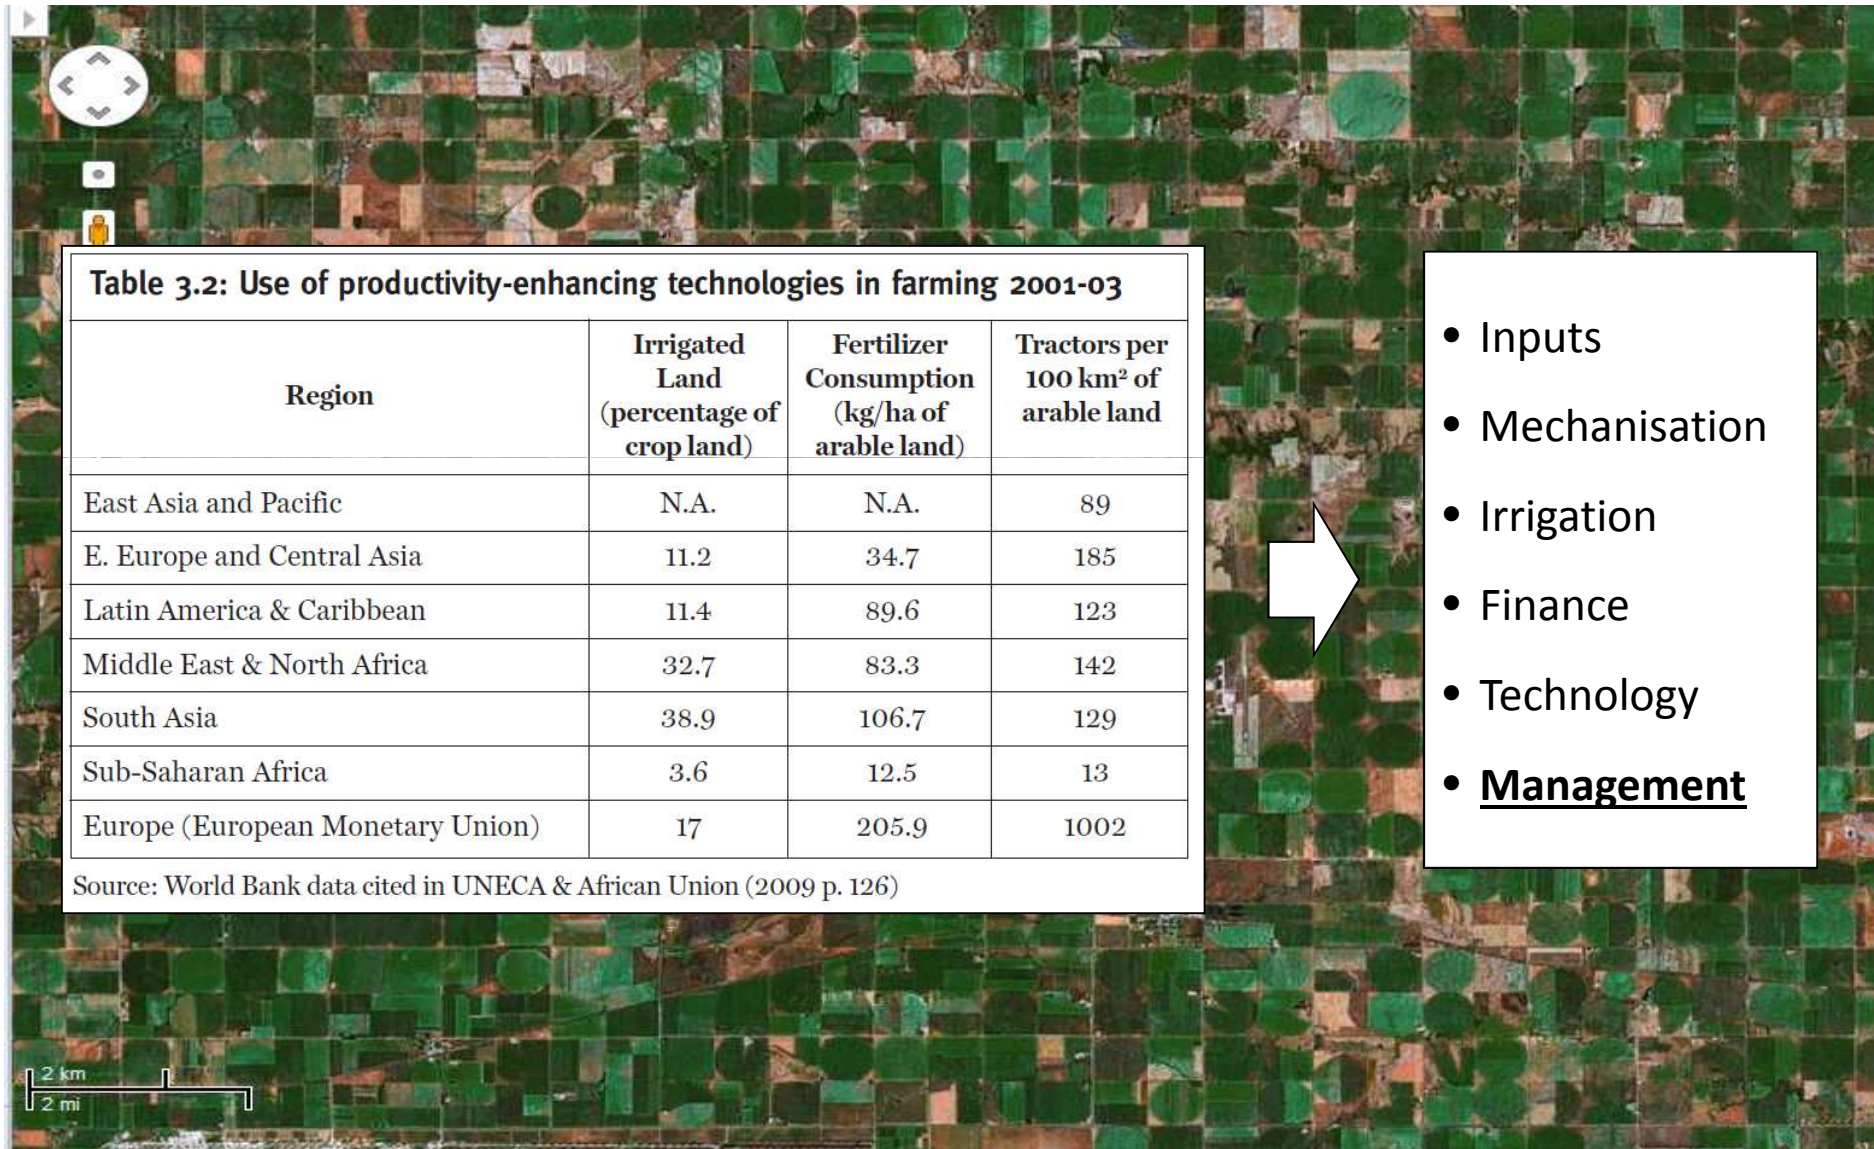 Table 3.2: Use of productivity-enhancing technologies in farming 2001-03
Region
Irrigated
Land
(percentage of
crop land)
Fertilizer
Consumption
(kg/ha of
arable land)
Tractors per
100 km² of
arable land
East Asia and Pacific N.A. N.A. 89
E. Europe and Central Asia 11.2 34.7 185
Latin America & Caribbean 11.4 89.6 123
Middle East & North Africa 32.7 83.3 142
South Asia 38.9 106.7 129
Sub-Saharan Africa 3.6 12.5 13
Europe (European Monetary Union) 17 205.9 1002
Source: World Bank data cited in UNECA & African Union (2009 p. 126)
• Inputs
• Mechanisation
• Irrigation
• Finance
• Technology
• Management
2 km
2 mi